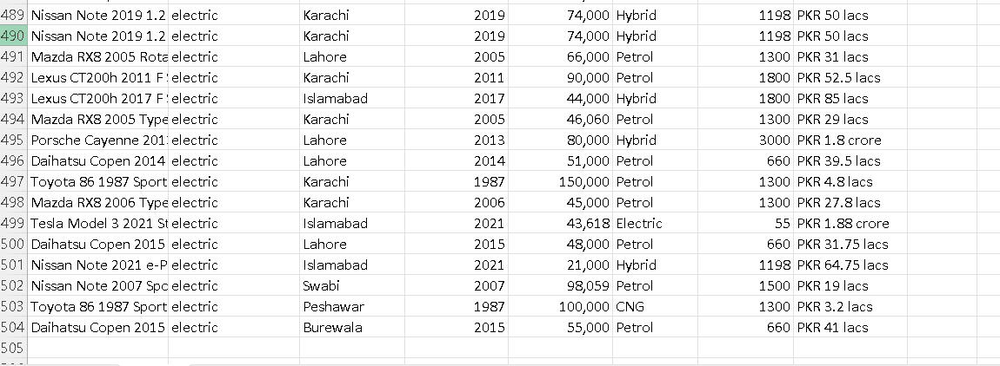 489 Nissan Note 2019 1.2 electric Karachi 2019 74,000 Hybrid 1198 PKR 50 lacs
490 Nissan Note 2019 1.2 electric Karachi 2019 74,000 Hybrid 1198 PKR 50 lacs
491 Mazda RX8 2005 Rota electric Lahore 2005 66,000 Petrol 1300 PKR 31 lacs
492 Lexus CT200h 2011 F electric Karachi 2011 90,000 Petrol 1800 PKR 52.5 lacs
493 Lexus CT200h 2017 F electric Islamabad 2017 44,000 Hybrid 1800 PKR 85 lacs
494 Mazda RX8 2005 Type electric Karachi 2005 46,060 Petrol 1300 PKR 29 lacs
495 Porsche Cayenne 201 electric Lahore 2013 80,000 Hybrid 3000 PKR 1.8 crore
496 Daihatsu Copen 2014 electric Lahore 2014 51,000 Petrol 660 PKR 39.5 lacs
497 Toyota 86 1987 Sport electric Karachi 1987 150,000 Petrol 1300 PKR 4.8 lacs
498 Mazda RX8 2006 Type electric Karachi 2006 45,000 Petrol 1300 PKR 27.8 lacs
499 Tesla Model 3 2021 St electric Islamabad 2021 43,618 Electric 55 PKR 1.88 crore
500 Daihatsu Copen 2015 electric Lahore 2015 48,000 Petrol 660 PKR 31.75 lacs
501 Nissan Note 2021 e-P electric Islamabad 2021 21,000 Hybrid 1198 PKR 64.75 lacs
502 Nissan Note 2007 Spo electric Swabi 2007 98,059 Petrol 1500 PKR 19 lacs
503 Toyota 86 1987 Sport electric Peshawar 1987 100,000 CNG 1300 PKR 3.2 lacs
504 Daihatsu Copen 2015 electric Burewala 2015 55,000 Petrol 660 PKR 41 lacs
505